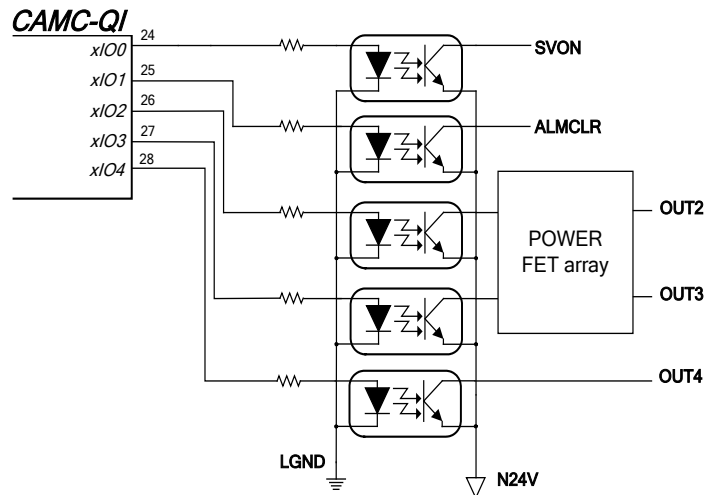 CAMC-QI
xIO0 24 SVON
xIO1 25
xIO2 26 ALMCLR
xIO3 27
xIO4 28
OUT2
POWER
FET array
OUT3
OUT4
LGND
N24V